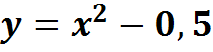 y = x² − 0,5